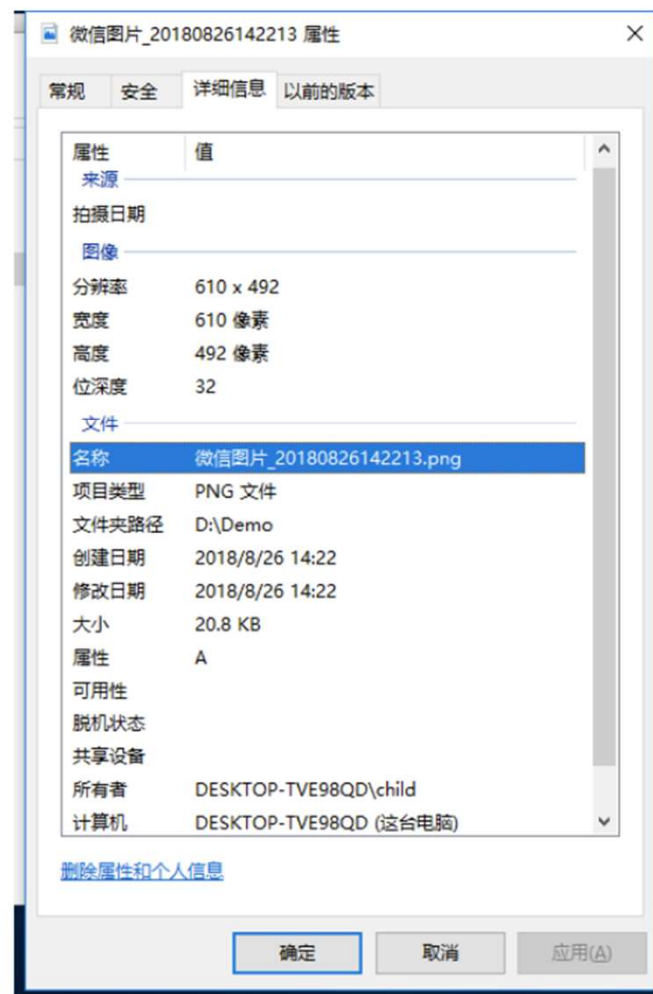 微信图片_20180826142213 属性
常规 安全 详细信息 以前的版本
属性 值
来源
拍摄日期
图像
分辨率 610 x 492
宽度 610 像素
高度 492 像素
位深度 32
文件
名称 微信图片_20180826142213.png
项目类型 PNG 文件
文件夹路径 D:\Demo
创建日期 2018/8/26 14:22
修改日期 2018/8/26 14:22
大小 20.8 KB
属性 A
可用性
脱机状态
共享设备
所有者 DESKTOP-TVE98QD\child
计算机 DESKTOP-TVE98QD (这台电脑)
删除属性和个人信息
确定 取消 应用(A)